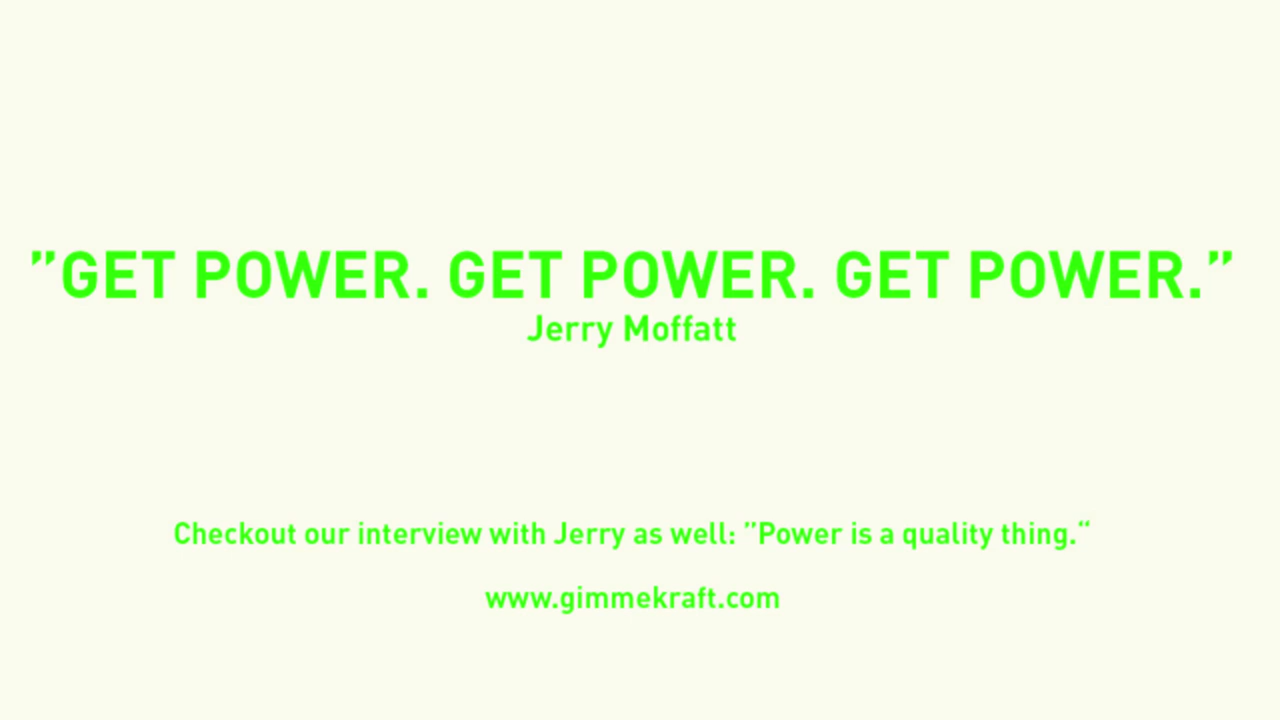 ”GET POWER. GET POWER. GET POWER.”
Jerry Moffatt
Checkout our interview with Jerry as well: ”Power is a quality thing.“
www.gimmekraft.com